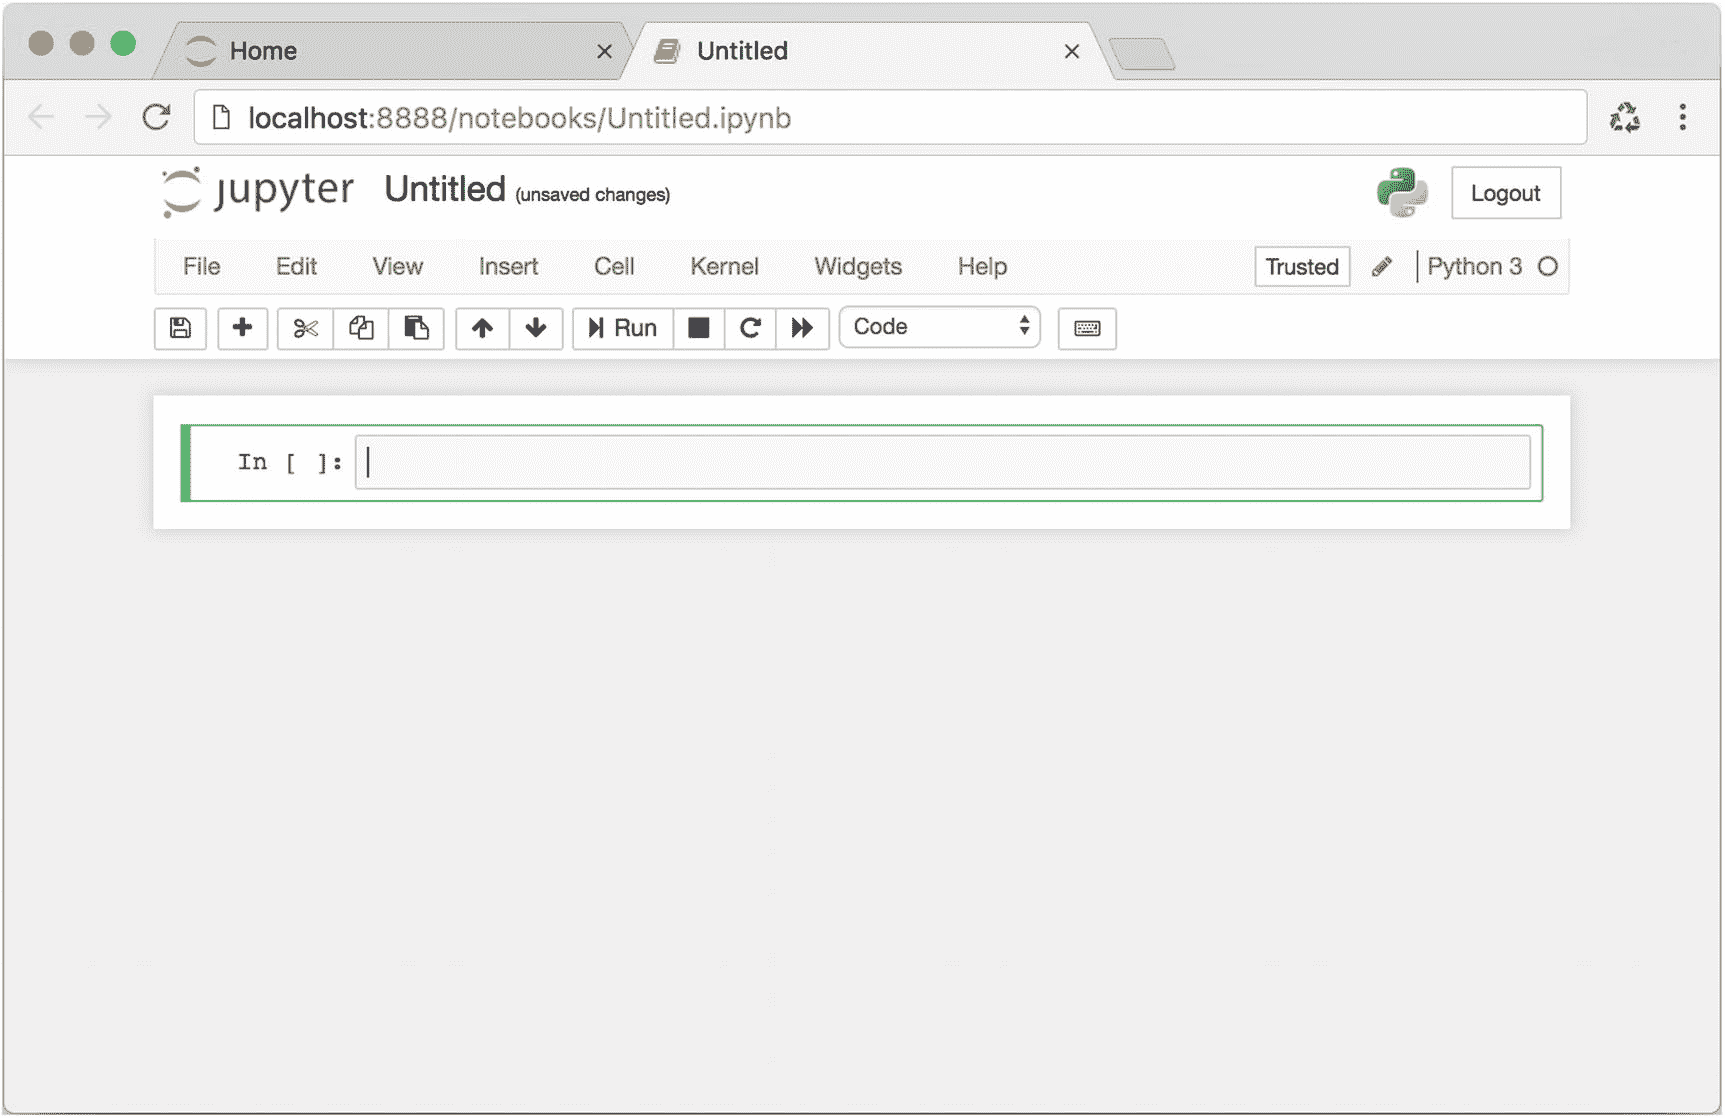 Home
Untitled
localhost:8888/notebooks/Untitled.ipynb
jupyter Untitled (unsaved changes)
Logout
File Edit View Insert Cell Kernel Widgets Help Trusted Python 3
Run Code
In [ ]: